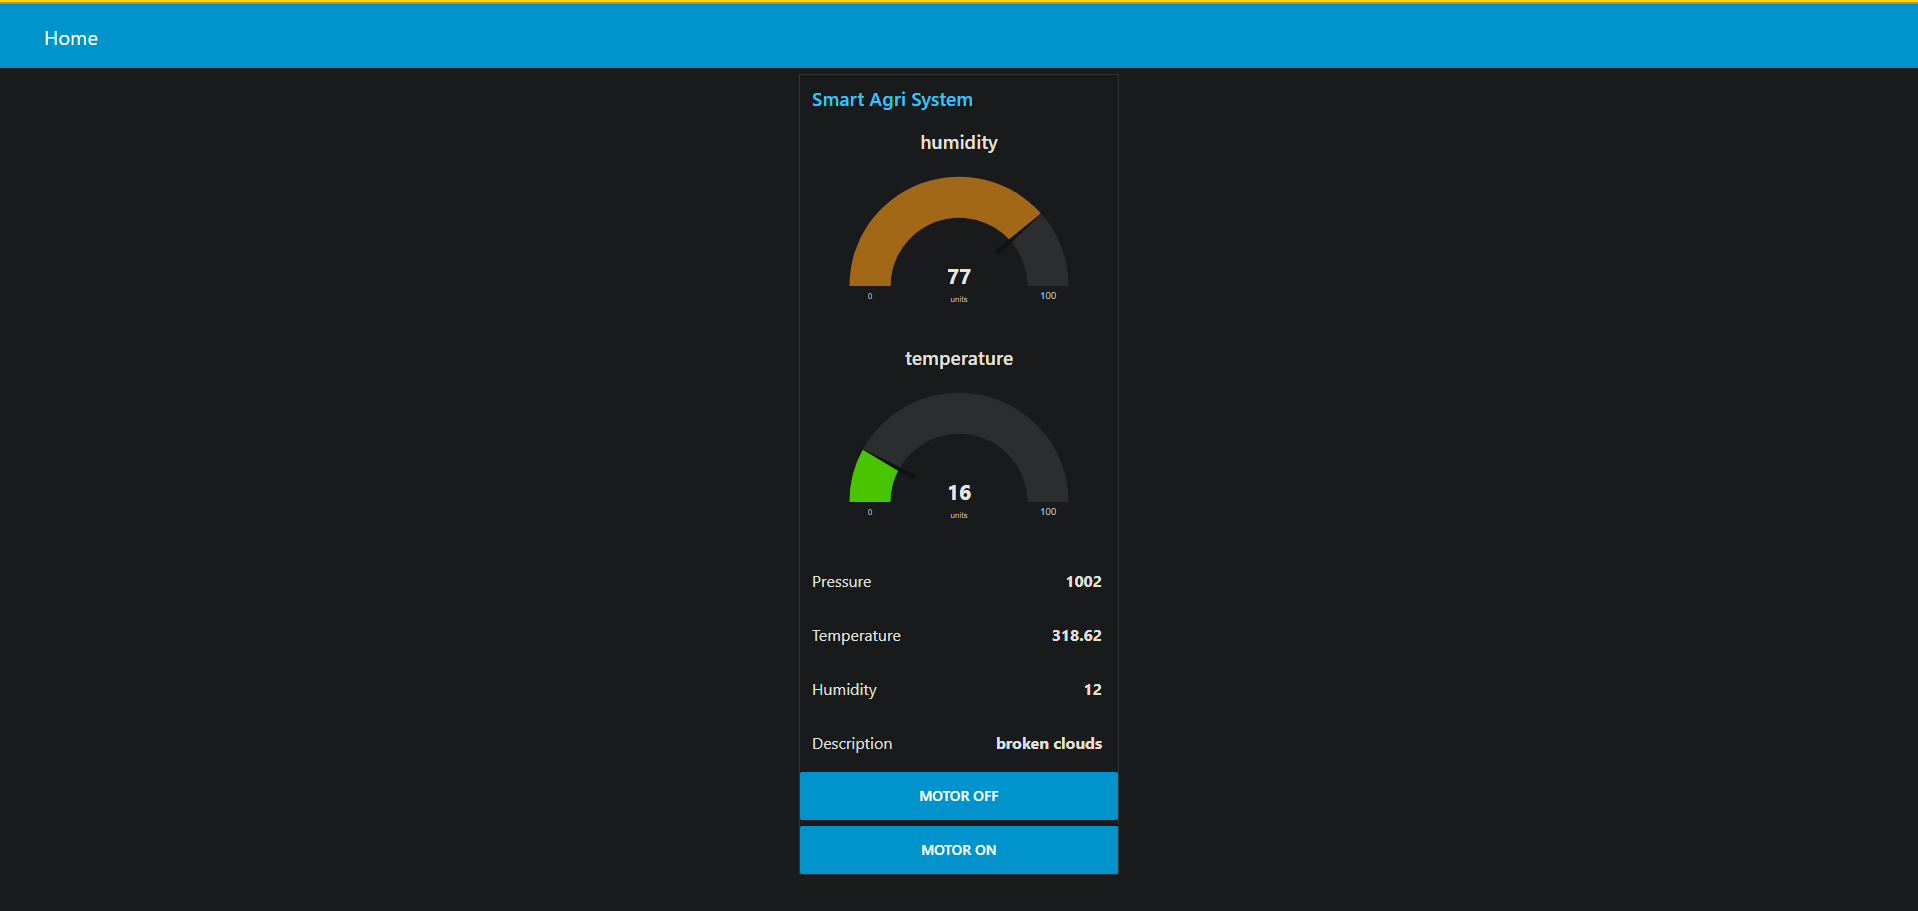 Home
Smart Agri System
humidity
77
units
0 100
temperature
16
units
0 100
Pressure 1002
Temperature 318.62
Humidity 12
Description broken clouds
MOTOR OFF
MOTOR ON